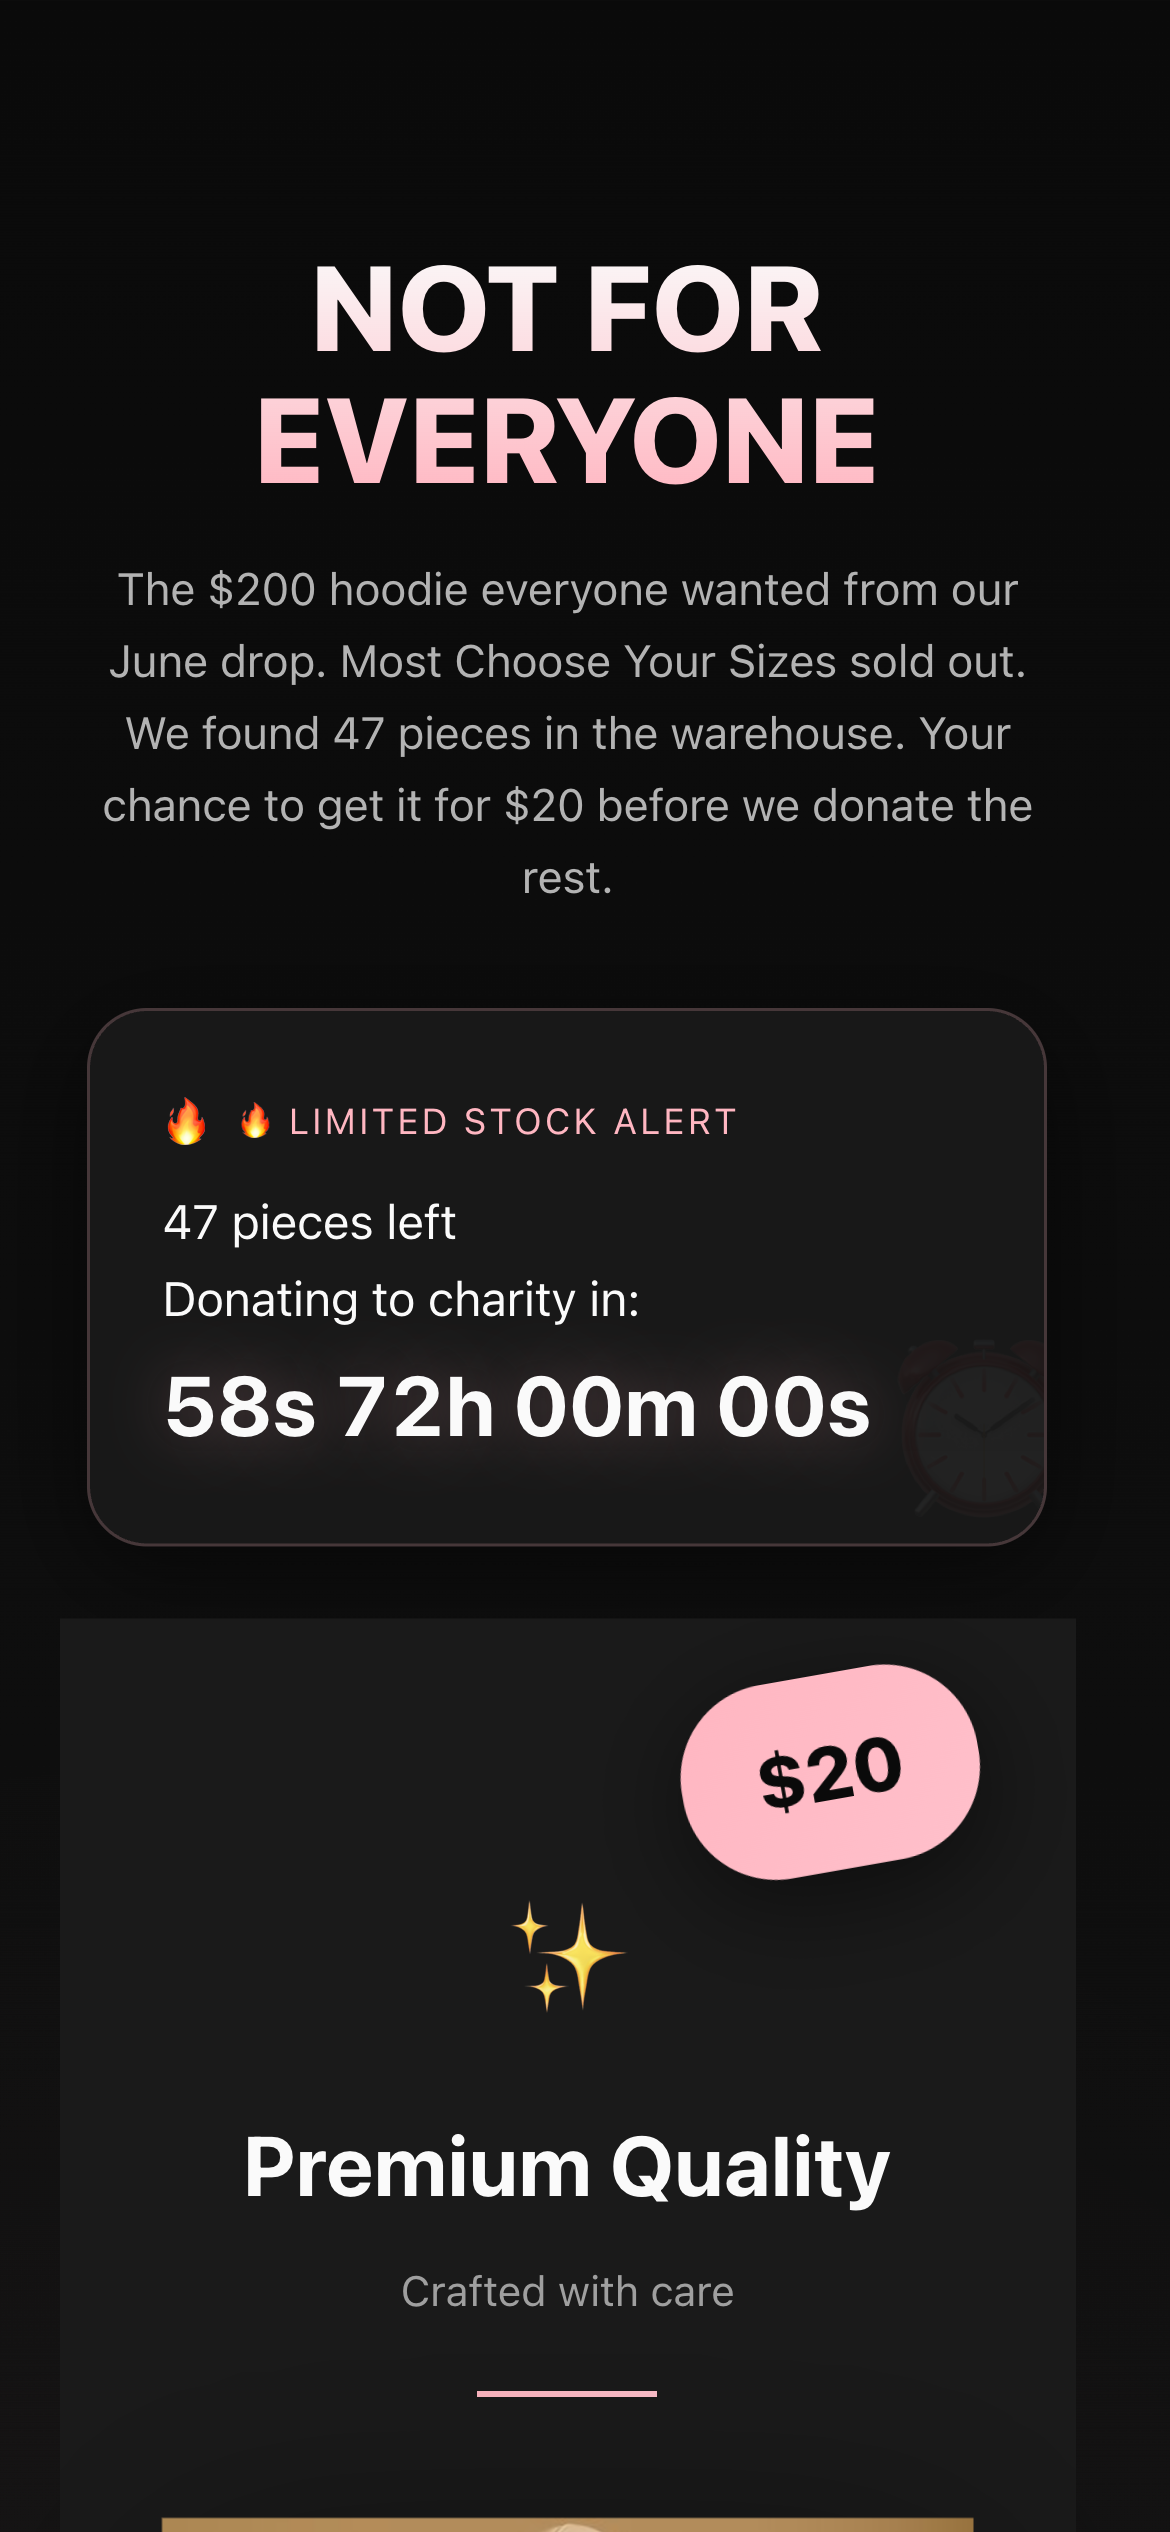 NOT FOR
EVERYONE
The $200 hoodie everyone wanted from our
June drop. Most Choose Your Sizes sold out.
We found 47 pieces in the warehouse. Your
chance to get it for $20 before we donate the
rest.
🔥 🔥 LIMITED STOCK ALERT
47 pieces left
Donating to charity in:
58s 72h 00m 00s
$20
Premium Quality
Crafted with care